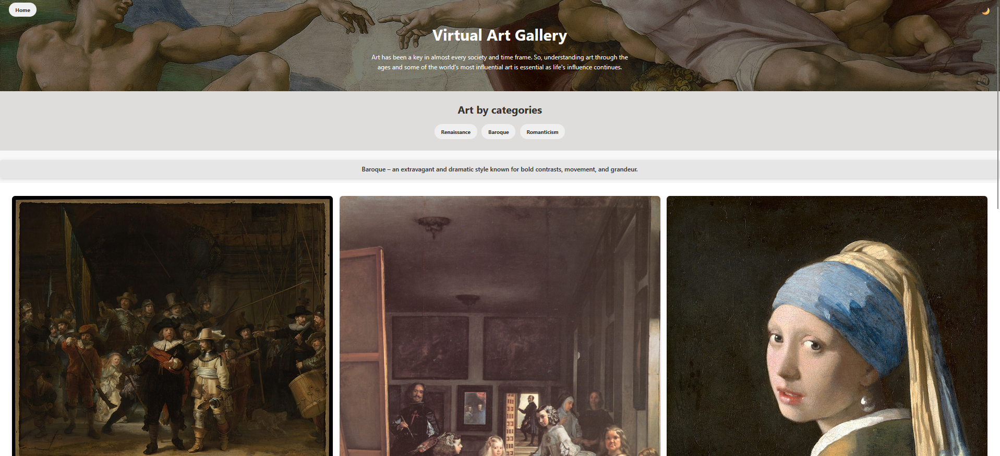 Home
Virtual Art Gallery
Art has been a key in almost every society and time frame. So, understanding art through the
ages and some of the world's most influential art is essential as life's influence continues.
Art by categories
Renaissance Baroque Romanticism
Baroque – an extravagant and dramatic style known for bold contrasts, movement, and grandeur.